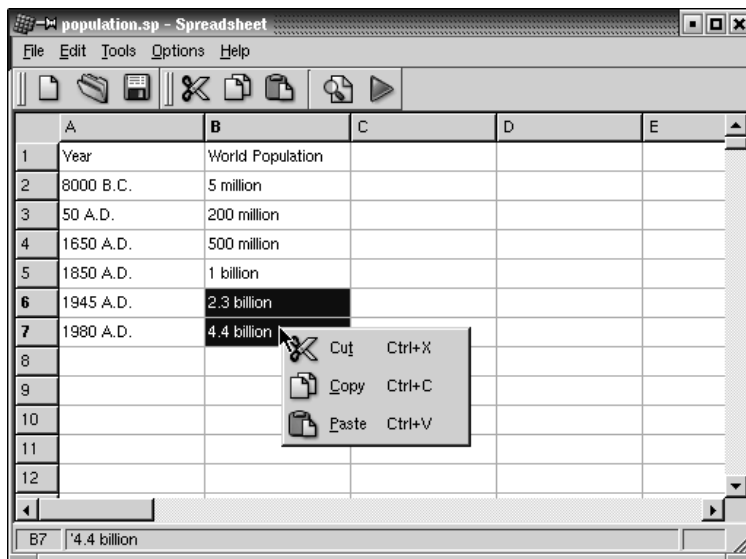 population.sp - Spreadsheet
File Edit Tools Options Help
A B C D E
1 Year World Population
2 8000 B.C. 5 million
3 50 A.D. 200 million
4 1650 A.D. 500 million
5 1850 A.D. 1 billion
6 1945 A.D. 2.3 billion
7 1980 A.D. 4.4 billion
Cut Ctrl+X
8
Copy Ctrl+C
9
Paste Ctrl+V
10
11
12
B7 '4.4 billion